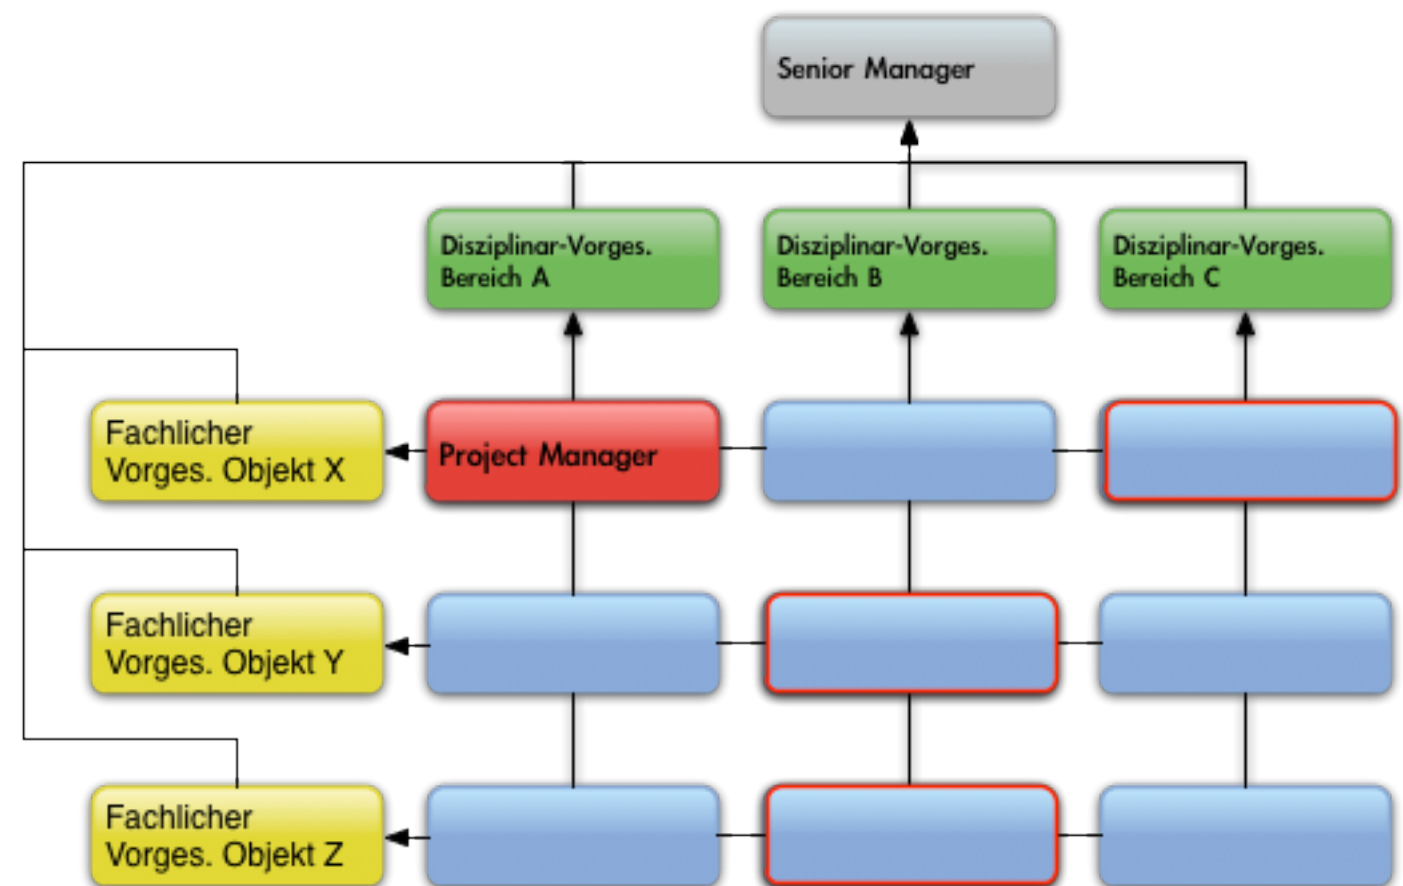 Senior Manager
Disziplinar-Vorges.
Bereich A
Disziplinar-Vorges.
Bereich B
Disziplinar-Vorges.
Bereich C
Fachlicher
Vorges. Objekt X
Project Manager
Fachlicher
Vorges. Objekt Y
Fachlicher
Vorges. Objekt Z